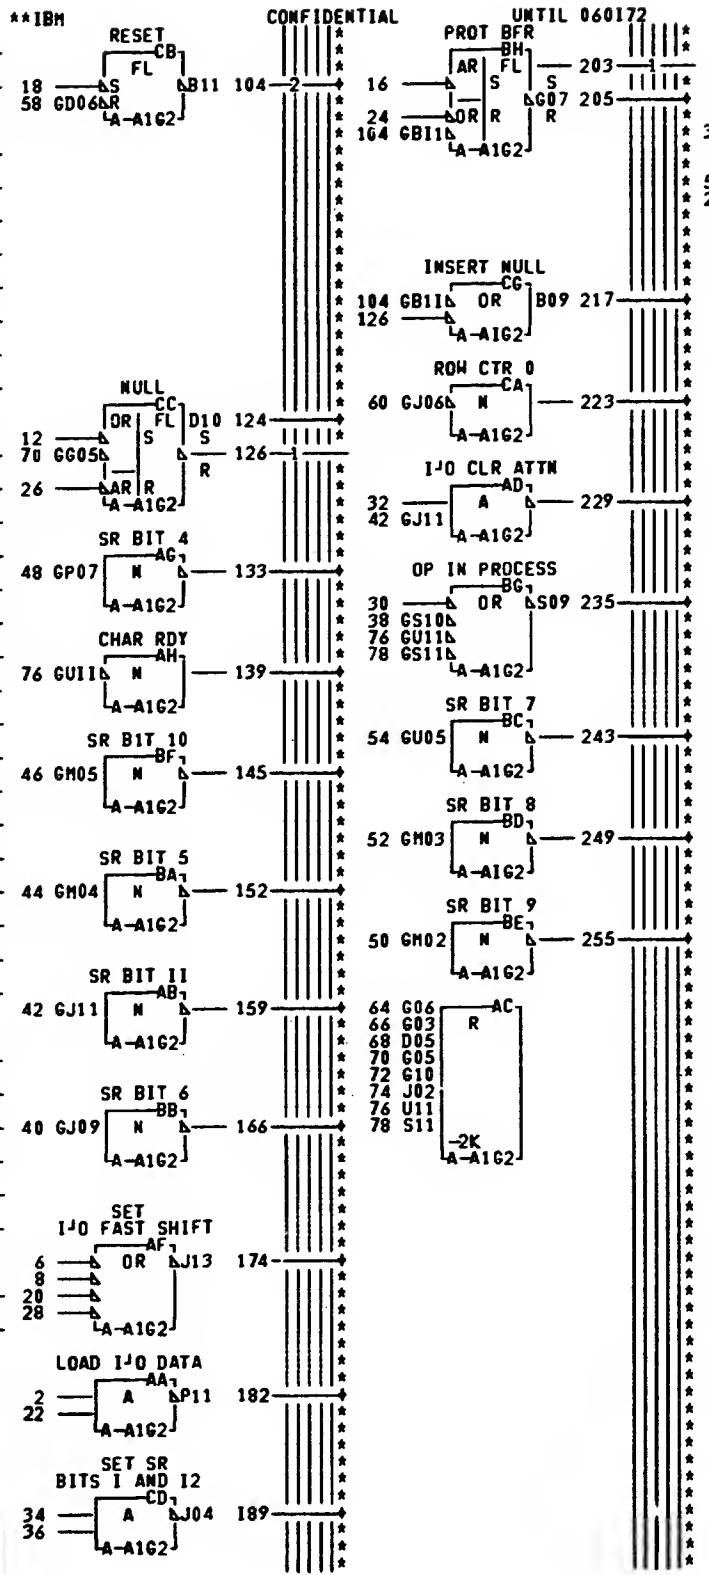 **IBM CONFIDENTIAL UNTIL 060172
RESET
CB
FL
18 S B11 104 2
58 GD06 R
A-A1G2
NULL
CC
OR FL D10 124
12 S S
70 GG05 126 1
R
26 AR R
A-A1G2
SR BIT 4
AG
48 GP07 N 133
A-A1G2
CHAR RDY
AH
76 GUII N 139
A-A1G2
SR BIT 10
BF
46 GM05 N 145
A-A1G2
SR BIT 5
BA
44 GM04 N 152
A-A1G2
SR BIT II
AB
42 GJ11 N 159
A-A1G2
SR BIT 6
BB
40 GJ09 N 166
A-A1G2
SET
I-O FAST SHIFT
AF
6 OR J13 174
8
20
28
A-A1G2
LOAD I-O DATA
AA
2 A P11 182
22
A-A1G2
SET SR
BITS I AND I2
CD
34 A J04 I89
36
A-A1G2
PROT BFR
BH
AR FL 203 1
16 S S
G07 205
24 OR R R
104 GBI1
A-A1G2
INSERT NULL
CG
104 GB1I OR B09 217
126
A-AIG2
ROW CTR 0
CA
60 GJ06 N 223
A-A1G2
I-O CLR ATTN
AD
32 A 229
42 GJ11
A-A1G2
OP IN PROCESS
BG
30 OR S09 235
38 GS10
76 GU11
78 GS11
A-A1G2
SR BIT 7
BC
54 GU05 N 243
A-A1G2
SR BIT 8
BD
52 GM03 N 249
A-AIG2
SR BIT 9
BE
50 GM02 N 255
A-A1G2
AC
64 G06
66 G03 R
68 D05
70 G05
72 G10
74 J02
76 U11
78 S11
-2K
A-A1G2